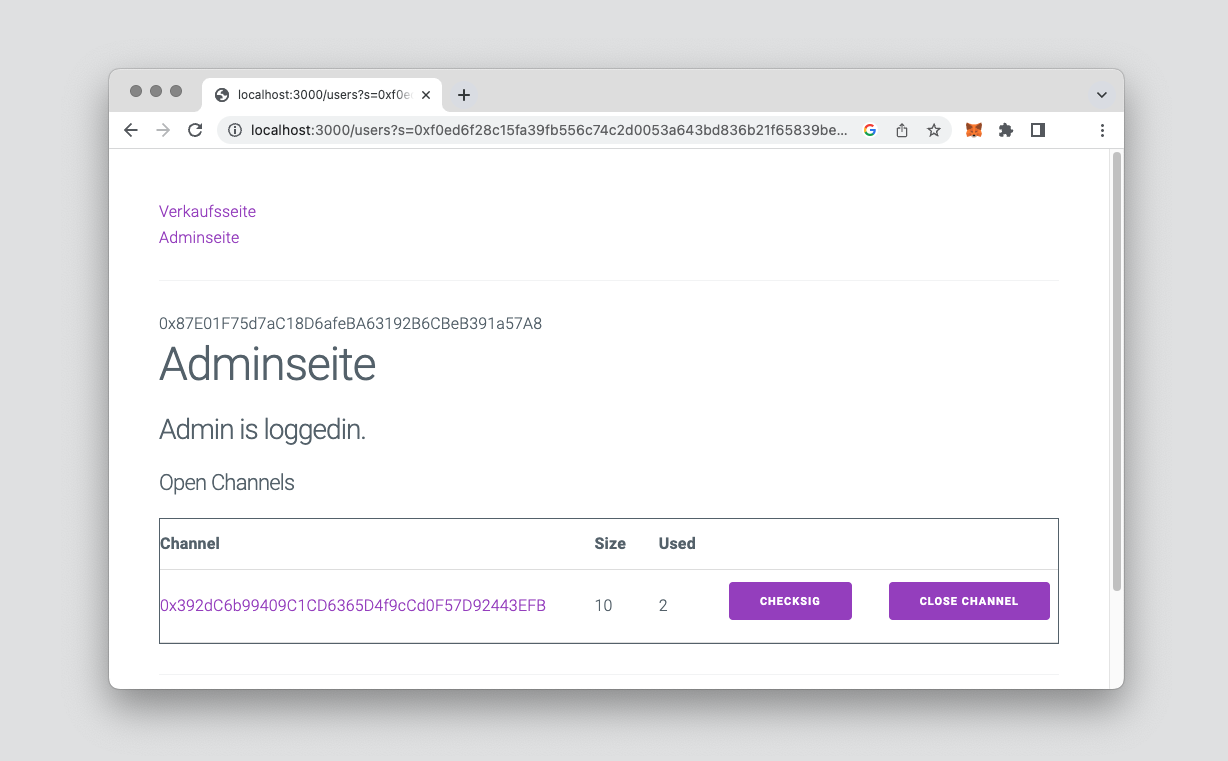 localhost:3000/users?s=0xf0e
localhost:3000/users?s=0xf0ed6f28c15fa39fb556c74c2d0053a643bd836b21f65839be...
Verkaufsseite
Adminseite
0x87E01F75d7aC18D6afeBA63192B6CBeB391a57A8
Adminseite
Admin is loggedin.
Open Channels
Channel Size Used
0x392dC6b99409C1CD6365D4f9cCd0F57D92443EFB 10 2 CHECKSIG CLOSE CHANNEL